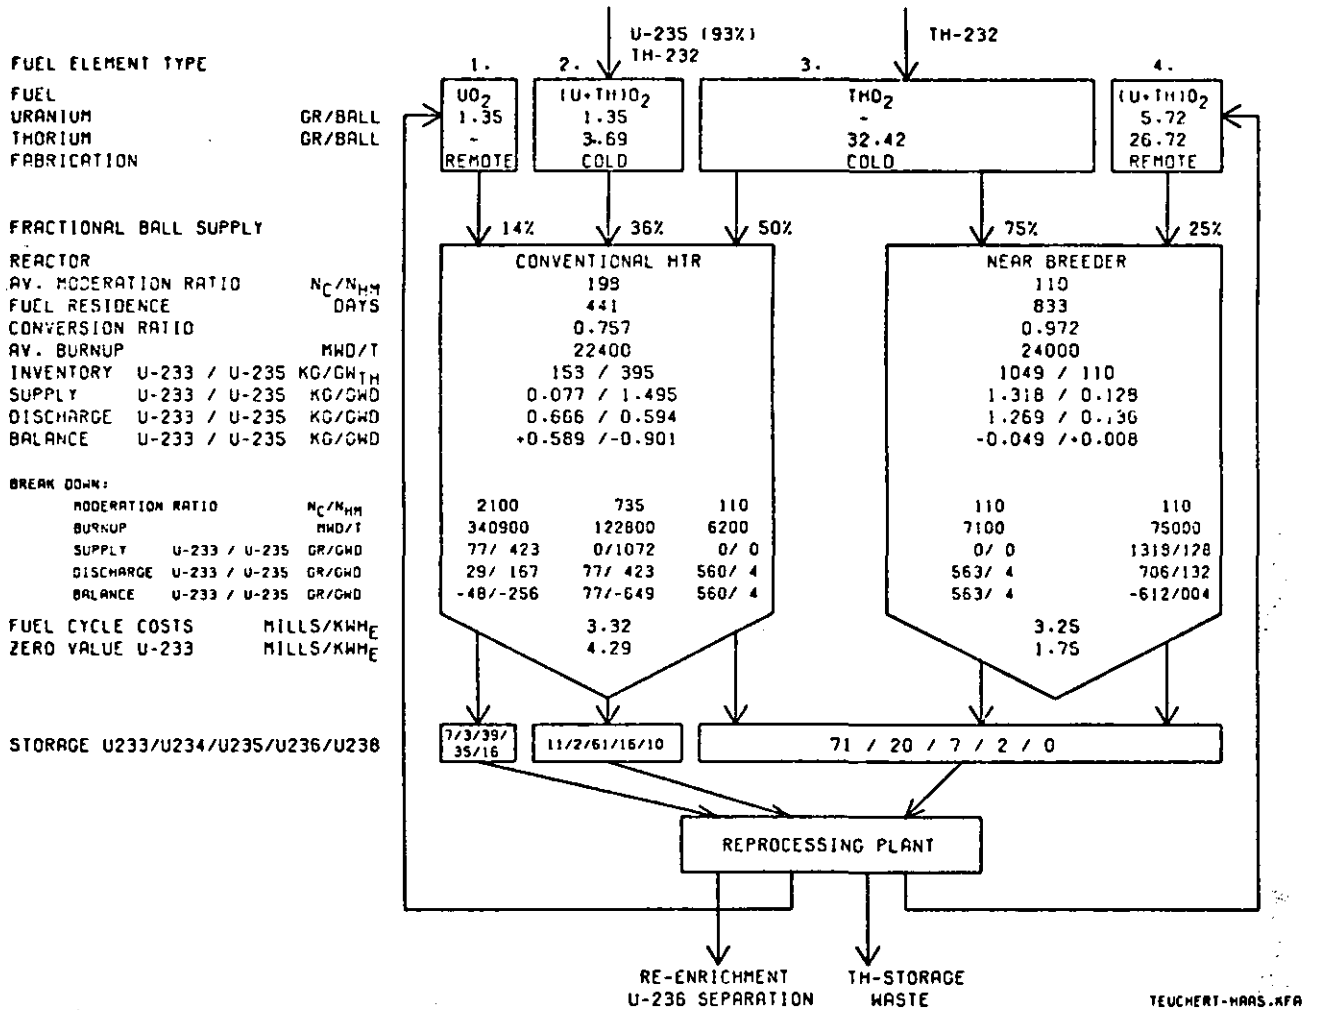 U-235 (93%) TH-232
TH-232
FUEL ELEMENT TYPE 1. 2. 3. 4.
FUEL UO2 (U+TH)O2 THO2 (U+TH)O2
URANIUM GR/BALL 1.35 1.35 - 5.72
THORIUM GR/BALL - 3.69 32.42 26.72
FABRICATION REMOTE COLD COLD REMOTE
FRACTIONAL BALL SUPPLY 14% 36% 50% 75% 25%
REACTOR CONVENTIONAL HTR NEAR BREEDER
AV. MODERATION RATIO NC/NHM 198 110
FUEL RESIDENCE DAYS 441 833
CONVERSION RATIO 0.757 0.972
AV. BURNUP MWD/T 22400 24000
INVENTORY U-233 / U-235 KG/GWTH 153 / 395 1049 / 110
SUPPLY U-233 / U-235 KG/GWD 0.077 / 1.495 1.318 / 0.128
DISCHARGE U-233 / U-235 KG/GWD 0.666 / 0.594 1.269 / 0.136
BALANCE U-233 / U-235 KG/GWD +0.589 /-0.901 -0.049 /+0.008
BREAK DOWN:
MODERATION RATIO NC/NHM 2100 735 110 110 110
BURNUP MWD/T 340900 122800 6200 7100 75000
SUPPLY U-233 / U-235 GR/GWD 77/ 423 0/1072 0/ 0 0/ 0 1319/128
DISCHARGE U-233 / U-235 GR/GWD 29/ 167 77/ 423 560/ 4 563/ 4 706/132
BALANCE U-233 / U-235 GR/GWD -48/-256 77/-649 560/ 4 563/ 4 -612/004
FUEL CYCLE COSTS MILLS/KWHE 3.32 3.25
ZERO VALUE U-233 MILLS/KWHE 4.29 1.75
STORAGE U233/U234/U235/U236/U238 7/3/39/35/16 11/2/61/16/10 71 / 20 / 7 / 2 / 0
REPROCESSING PLANT
RE-ENRICHMENT TH-STORAGE
U-236 SEPARATION WASTE
TEUCHERT-HAAS.KFA